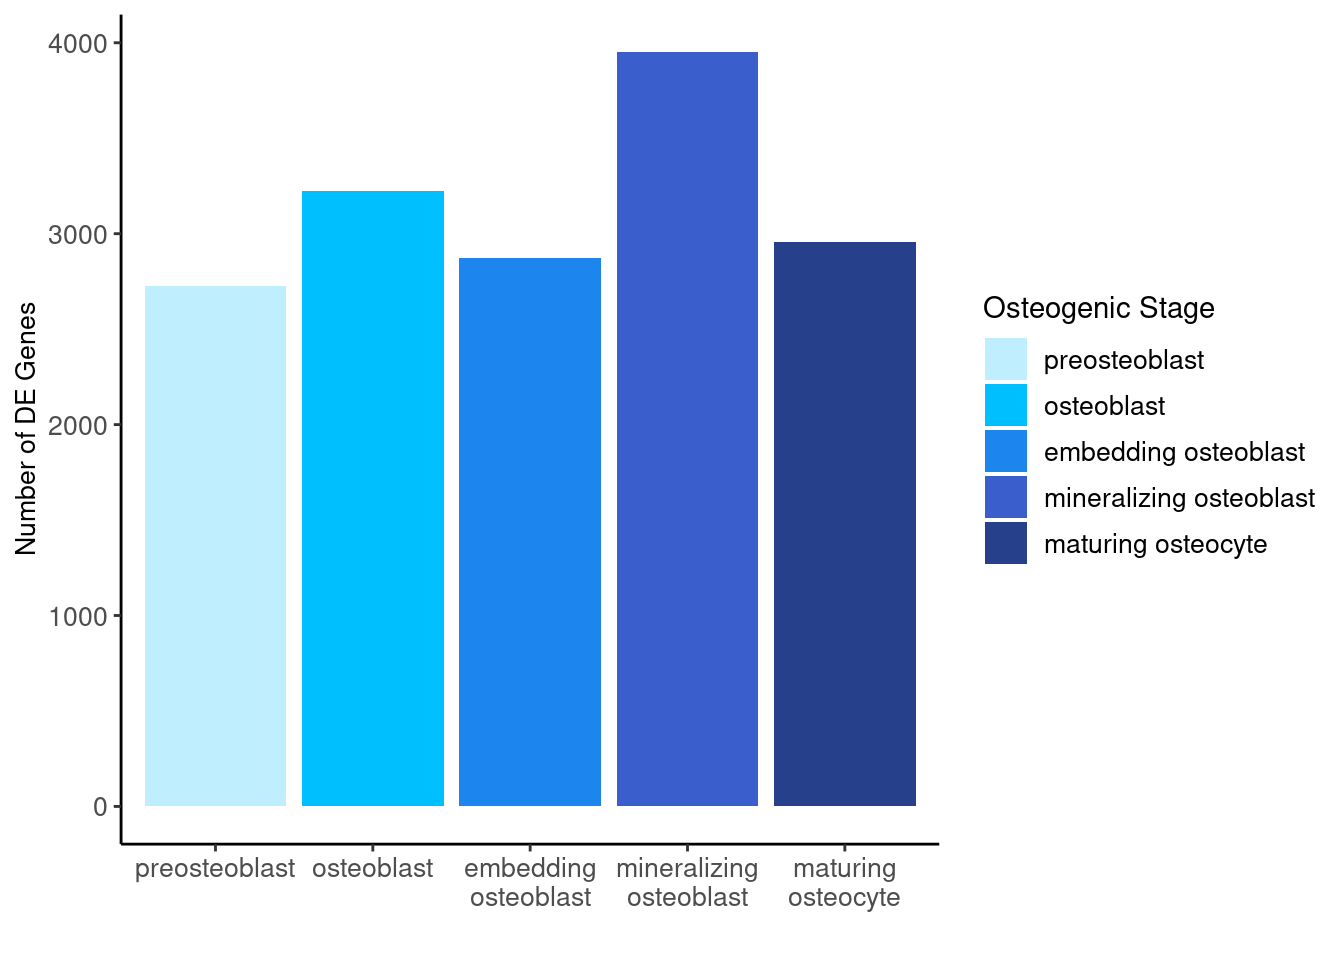 Number of DE Genes
4000
3000
2000
1000
0
preosteoblast
osteoblast
embedding
osteoblast
mineralizing
osteoblast
maturing
osteocyte
Osteogenic Stage
preosteoblast
osteoblast
embedding osteoblast
mineralizing osteoblast
maturing osteocyte